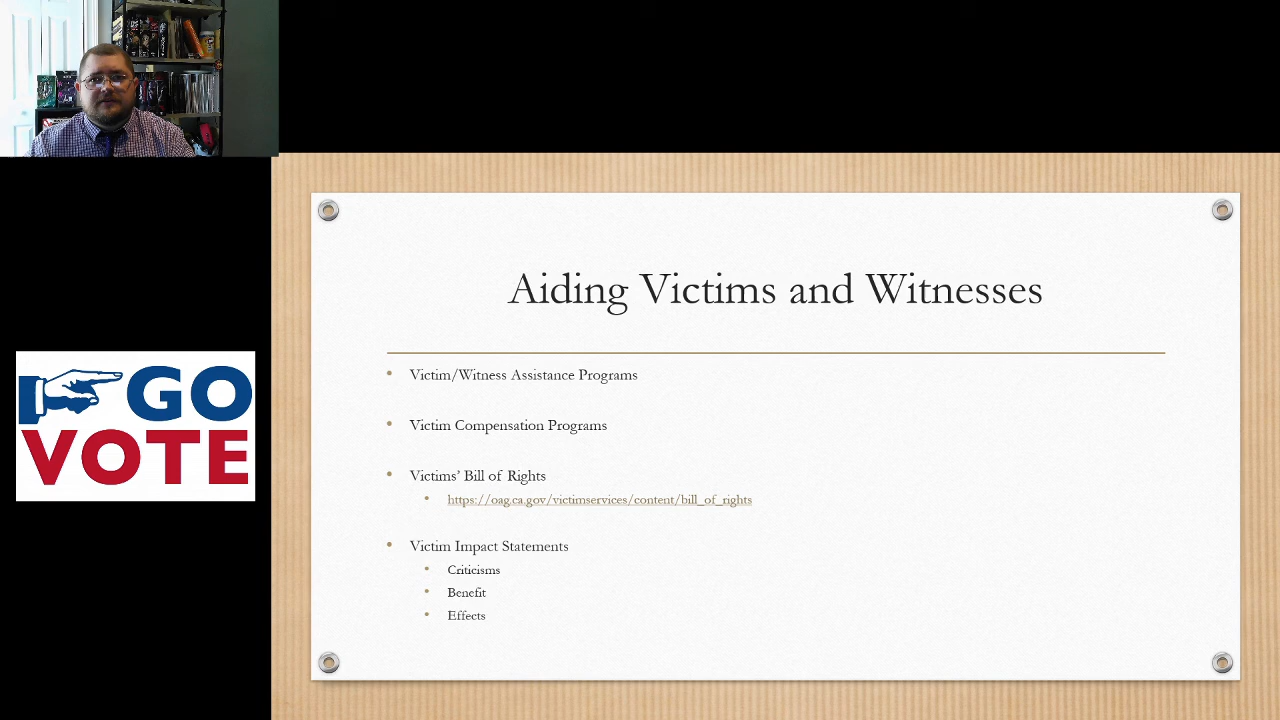 GO
VOTE
Aiding Victims and Witnesses
Victim/Witness Assistance Programs
Victim Compensation Programs
Victims’ Bill of Rights
https://oag.ca.gov/victimservices/content/bill_of_rights
Victim Impact Statements
Criticisms
Benefit
Effects